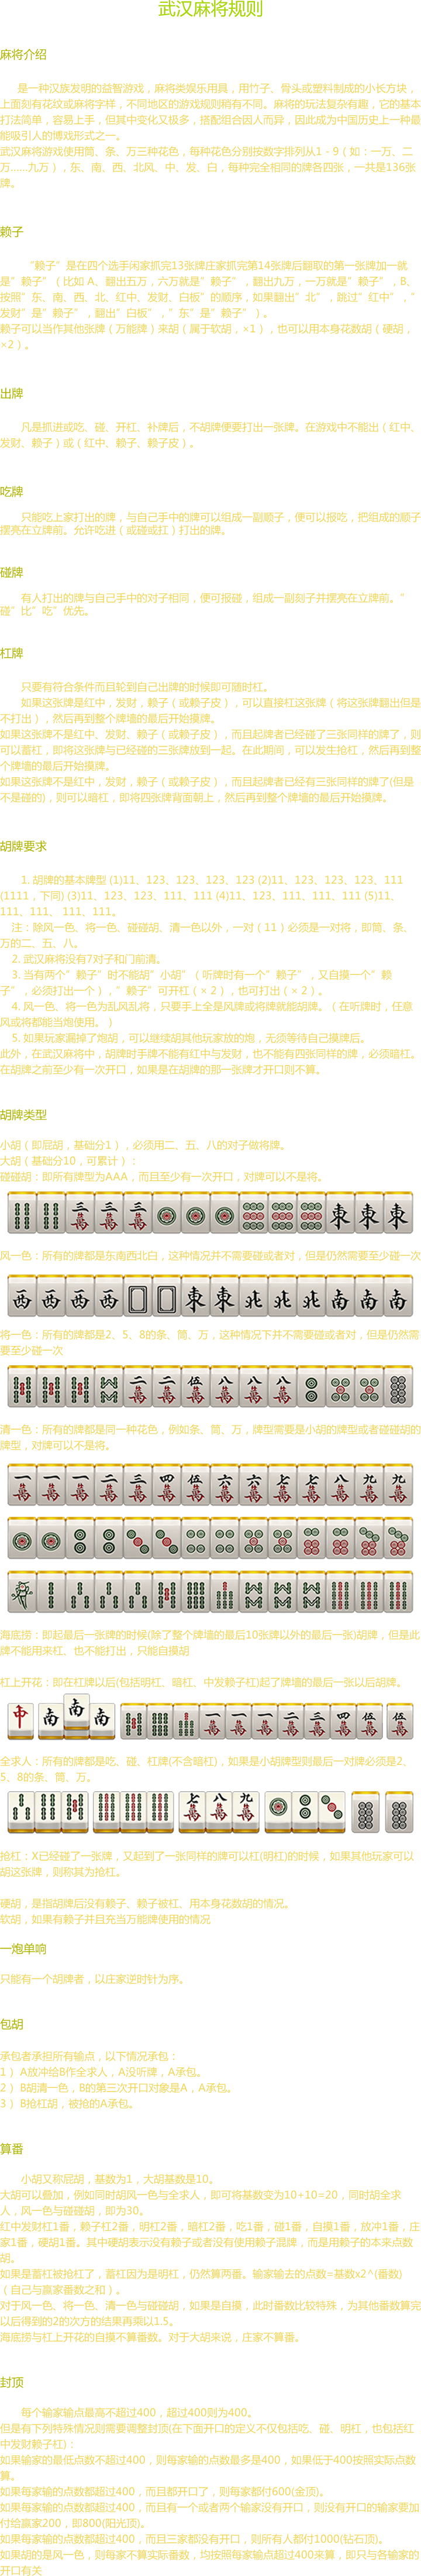 武汉麻将规则
麻将介绍
是一种汉族发明的益智游戏，麻将类娱乐用具，用竹子、骨头或塑料制成的小长方块，
上面刻有花纹或麻将字样，不同地区的游戏规则稍有不同。麻将的玩法复杂有趣，它的基本
打法简单，容易上手，但其中变化又极多，搭配组合因人而异，因此成为中国历史上一种最
能吸引人的博戏形式之一。
武汉麻将游戏使用筒、条、万三种花色，每种花色分别按数字排列从1－9（如：一万、二
万......九万），东、南、西、北风、中、发、白，每种完全相同的牌各四张，一共是136张
牌。
赖子
“赖子”是在四个选手闲家抓完13张牌庄家抓完第14张牌后翻取的第一张牌加一就
是”赖子”（比如 A、翻出五万，六万就是”赖子”，翻出九万，一万就是”赖子”，B、
按照”东、南、西、北、红中、发财、白板”的顺序，如果翻出”北”，跳过”红中”，”
发财”是”赖子”，翻出”白板”，”东”是”赖子”）。
赖子可以当作其他张牌（万能牌）来胡（属于软胡，×1），也可以用本身花数胡（硬胡，
×2）。
出牌
凡是抓进或吃、碰、开杠、补牌后，不胡牌便要打出一张牌。在游戏中不能出（红中、
发财、赖子）或（红中、赖子、赖子皮）。
吃牌
只能吃上家打出的牌，与自己手中的牌可以组成一副顺子，便可以报吃，把坦成的顺子
摆亮在立牌前。允许吃进（或碰或扛）打出的牌。
碰牌
有人打出的牌与自己手中的对子相同，便可报碰，组成一副刻子并摆亮在立牌前。”
碰”比”吃”优先。
杠牌
只要有符合条件而目轮到自己出牌的时候即可随时杠。
如果这张牌是红中，发财，赖子（或赖子皮），可以直接杠这张牌（将这张牌翻出但是
不打出），然后再到整个牌墙的最后开始摸牌。
如果这张牌不是红中、发财、赖子（或赖子皮），而且起牌者已经碰了三张同样的牌了，则
可以蓄杠，即将这张牌与已经碰的三张牌放到一起。在此期间，可以发生抢杠，然后再到整
个牌墙的最后开始摸牌。
如果这张牌不是红中，发财，赖子（或赖子皮），而且起牌者已经有三张同样的牌了(但是
不是碰的)，则可以暗杠，即将四张牌背面朝上，然后再到整个牌墙的最后开始摸牌。
胡牌要求
1. 胡牌的基本牌型 (1)11、123、123、123、123 (2)11、123、123、123、111
(1111，下同) (3)11、123、123、111、111 (4)11、123、111、111、111 (5)11、
111、111、 111、111。
注：除风一色、将一色、碰碰胡、清一色以外，一对（11）必须是一对将，即筒、条、
万的二、五、八。
2. 武汉麻将没有7对子和门前清。
3. 当有两个”赖子”时不能胡”小胡”（ 听牌时有一个”赖子”，又自摸一个”赖
子”，必须打出一个），”赖子”可开杠（× 2），也可打出（× 2 ）。
4. 风一色、将一色为乱风乱将，只要手上全是风牌或将牌就能胡牌。（ 在听牌时，任意
风或将都能当炮使用。）
5. 如果玩家漏掉了炮胡，可以继续胡其他玩家放的炮，无须等待自己摸牌后。
此外，在武汉麻将中，胡牌时手牌不能有红中与发财，也不能有四张同样的牌，必须暗杠。
在胡牌之前至少有一次开口，如果是在胡牌的那一张牌才开口则不算。
胡牌类型
小胡（即屁胡，基础分1），必须用二、五、八的对子做将牌。
大胡（基础分10，可累计）：
碰碰胡：即所有牌型为AAA，而且至少有一次开口，对牌可以不是将。
三三三東東東
萬萬萬
风一色：所有的牌都是东南西北白，这种情况并不需要碰或者对，但是仍然需要至少碰一次
西西西西東東北北北南南南
将一色：所有的牌都是2、5、8的条、筒、万，这种情况下并不需要碰或者对，但是仍然需
要至少碰一次
二二伍八八八
萬萬萬萬萬萬
清一色：所有的牌都是同一种花色，例如条、筒、万，牌型需要是小胡的牌型或者碰碰胡的
牌型，对牌可以不是将。
一一一二三四伍六六七七八九九
萬萬萬萬萬萬萬萬萬萬萬萬萬萬
海底捞：即起最后一张牌的时候(除了整个牌墙的最后10张牌以外的最后一张)胡牌，但是此
牌不能用来杠、也不能打出，只能自摸胡
杠上开花：即在杠牌以后(包括明杠、暗杠、中发赖子杠)起了牌墙的最后一张以后胡牌。
中南南南一一一二三四伍伍
萬萬萬萬萬萬萬萬
全求人：所有的牌都是吃、碰、杠牌(不含暗杠)，如果是小胡牌型则最后一对牌必须是2、
5、8的条、筒、万。
七八九
萬萬萬
抢杠：X已经碰了一张牌，又起到了一张同样的牌可以杠(明杠)的时候，如果其他玩家可以
胡这张牌，则称其为抢杠。
硬胡，是指胡牌后没有赖子、赖子被杠、用本身花数胡的情况。
软胡，如果有赖子并且充当万能牌使用的情况
一炮单响
只能有一个胡牌者，以庄家逆时针为序。
包胡
承包者承担所有输点，以下情况承包：
1 ） A放冲给B作全求人，A没听牌，A承包。
2 ） B胡清一色，B的第三次开口对象是A，A承包。
3 ） B抢杠胡，被抢的A承包。
算番
小胡又称屁胡，基数为1，大胡基数是10。
大胡可以叠加，例如同时胡风一色与全求人，即可将基数变为10+10=20，同时胡全求
人，风一色与碰碰胡，即为30。
红中发财杠1番，赖子杠2番，明杠2番，暗杠2番，吃1番，碰1番，自摸1番，放冲1番，庄
家1番，硬胡1番。其中硬胡表示没有赖子或者没有使用赖子混牌，而是用赖子的本来点数
胡。
如果是蓄杠被抢杠了，蓄杠因为是明杠，仍然算两番。输家输去的点数=基数x2^(番数)
（自己与赢家番数之和）。
对于风一色、将一色、清一色与碰碰胡，如果是自摸，此时番数比较特殊，为其他番数算完
以后得到的2的次方的结果再乘以1.5。
海底捞与杠上开花的自摸不算番数。对于大胡来说，庄家不算番。
封顶
每个输家输点最高不超过400，超过400则为400。
但是有下列特殊情况则需要调整封顶(在下面开口的定义不仅包括吃、碰、明杠，也包括红
中发财赖子杠)：
如果输家的最低点数不超过400，则每家输的点数最多是400，如果低于400按照实际点数
算。
如果每家输的点数都超过400，而且都开口了，则每家都付600(金顶)。
如果每家输的点数都超过400，而且有一个或者两个输家没有开口，则没有开口的输家要加
付给赢家200，即800(阳光顶)。
如果每家输的点数都超过400，而且三家都没有开口，则所有人都付1000(钻石顶)。
如果胡的是风一色，则每家不算实际番数，均按照每家输点超过400来算，即只与各输家的
开口有关